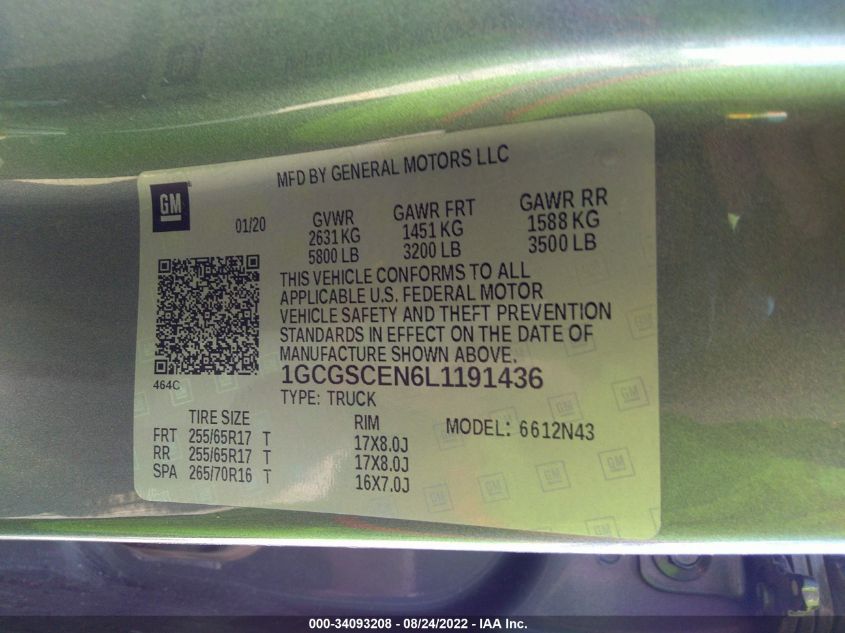 MFD BY GENERAL MOTORS LLC
GM
01/20 GVWR GAWR FRT GAWR RR
2631 KG 1451 KG 1588 KG
5800 LB 3200 LB 3500 LB
THIS VEHICLE CONFORMS TO ALL
APPLICABLE U.S. FEDERAL MOTOR
VEHICLE SAFETY AND THEFT PREVENTION
STANDARDS IN EFFECT ON THE DATE OF
MANUFACTURE SHOWN ABOVE.
464C
1GCGSCEN6L1191436
TYPE: TRUCK
TIRE SIZE RIM MODEL: 6612N43
FRT 255/65R17 T 17X8.0J
RR 255/65R17 T 17X8.0J
SPA 265/70R16 T 16X7.0J
000-34093208 - 08/24/2022 - IAA Inc.